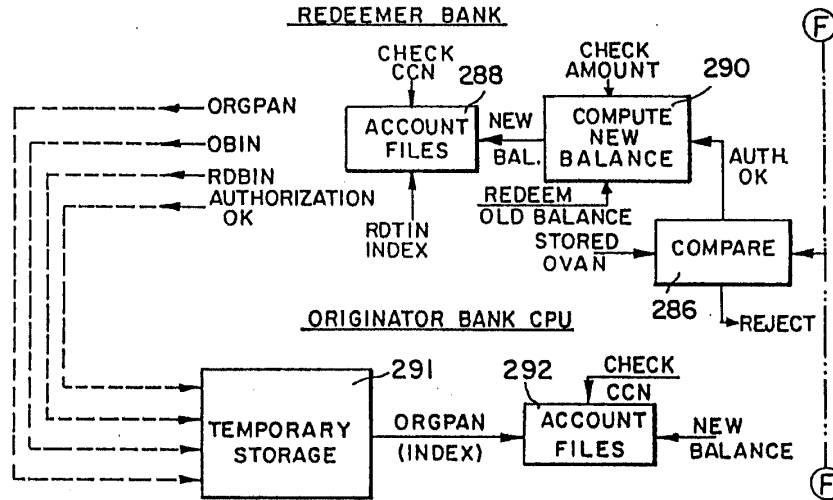 REDEEMER BANK
F
CHECK
CCN
288
CHECK
AMOUNT
290
ORGPAN
OBIN
RDBIN
AUTHORIZATION
OK
ACCOUNT
FILES
NEW
BAL.
COMPUTE
NEW
BALANCE
AUTH.
OK
RDTIN
INDEX
REDEEM
OLD BALANCE
STORED
OVAN
COMPARE
286
REJECT
ORIGINATOR BANK CPU
291
TEMPORARY
STORAGE
ORGPAN
(INDEX)
292
CHECK
CCN
ACCOUNT
FILES
NEW
BALANCE
F